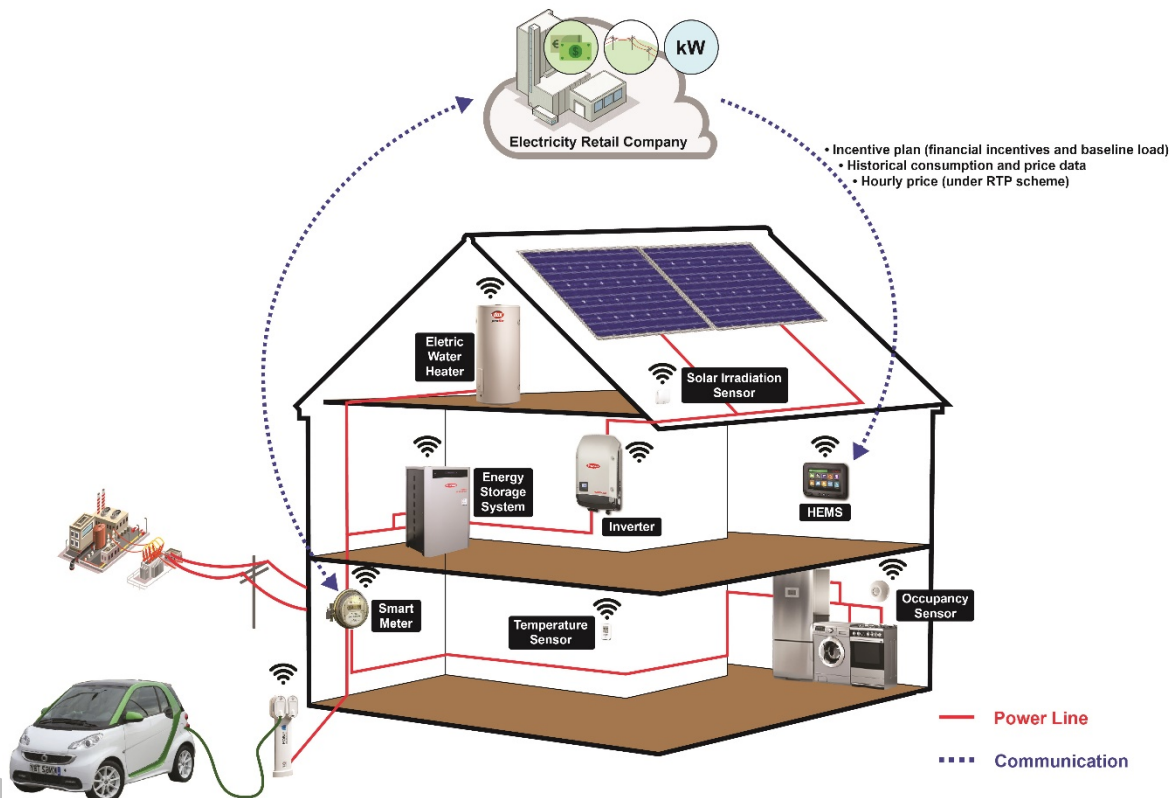 kW
Electricity Retail Company
• Incentive plan (financial incentives and baseline load)
• Historical consumption and price data
• Hourly price (under RTP scheme)
Eletric
Water
Heater
Solar Irradiation
Sensor
Energy
Storage
System
Inverter
HEMS
Smart
Meter
Temperature
Sensor
Occupancy
Sensor
Power Line
Communication